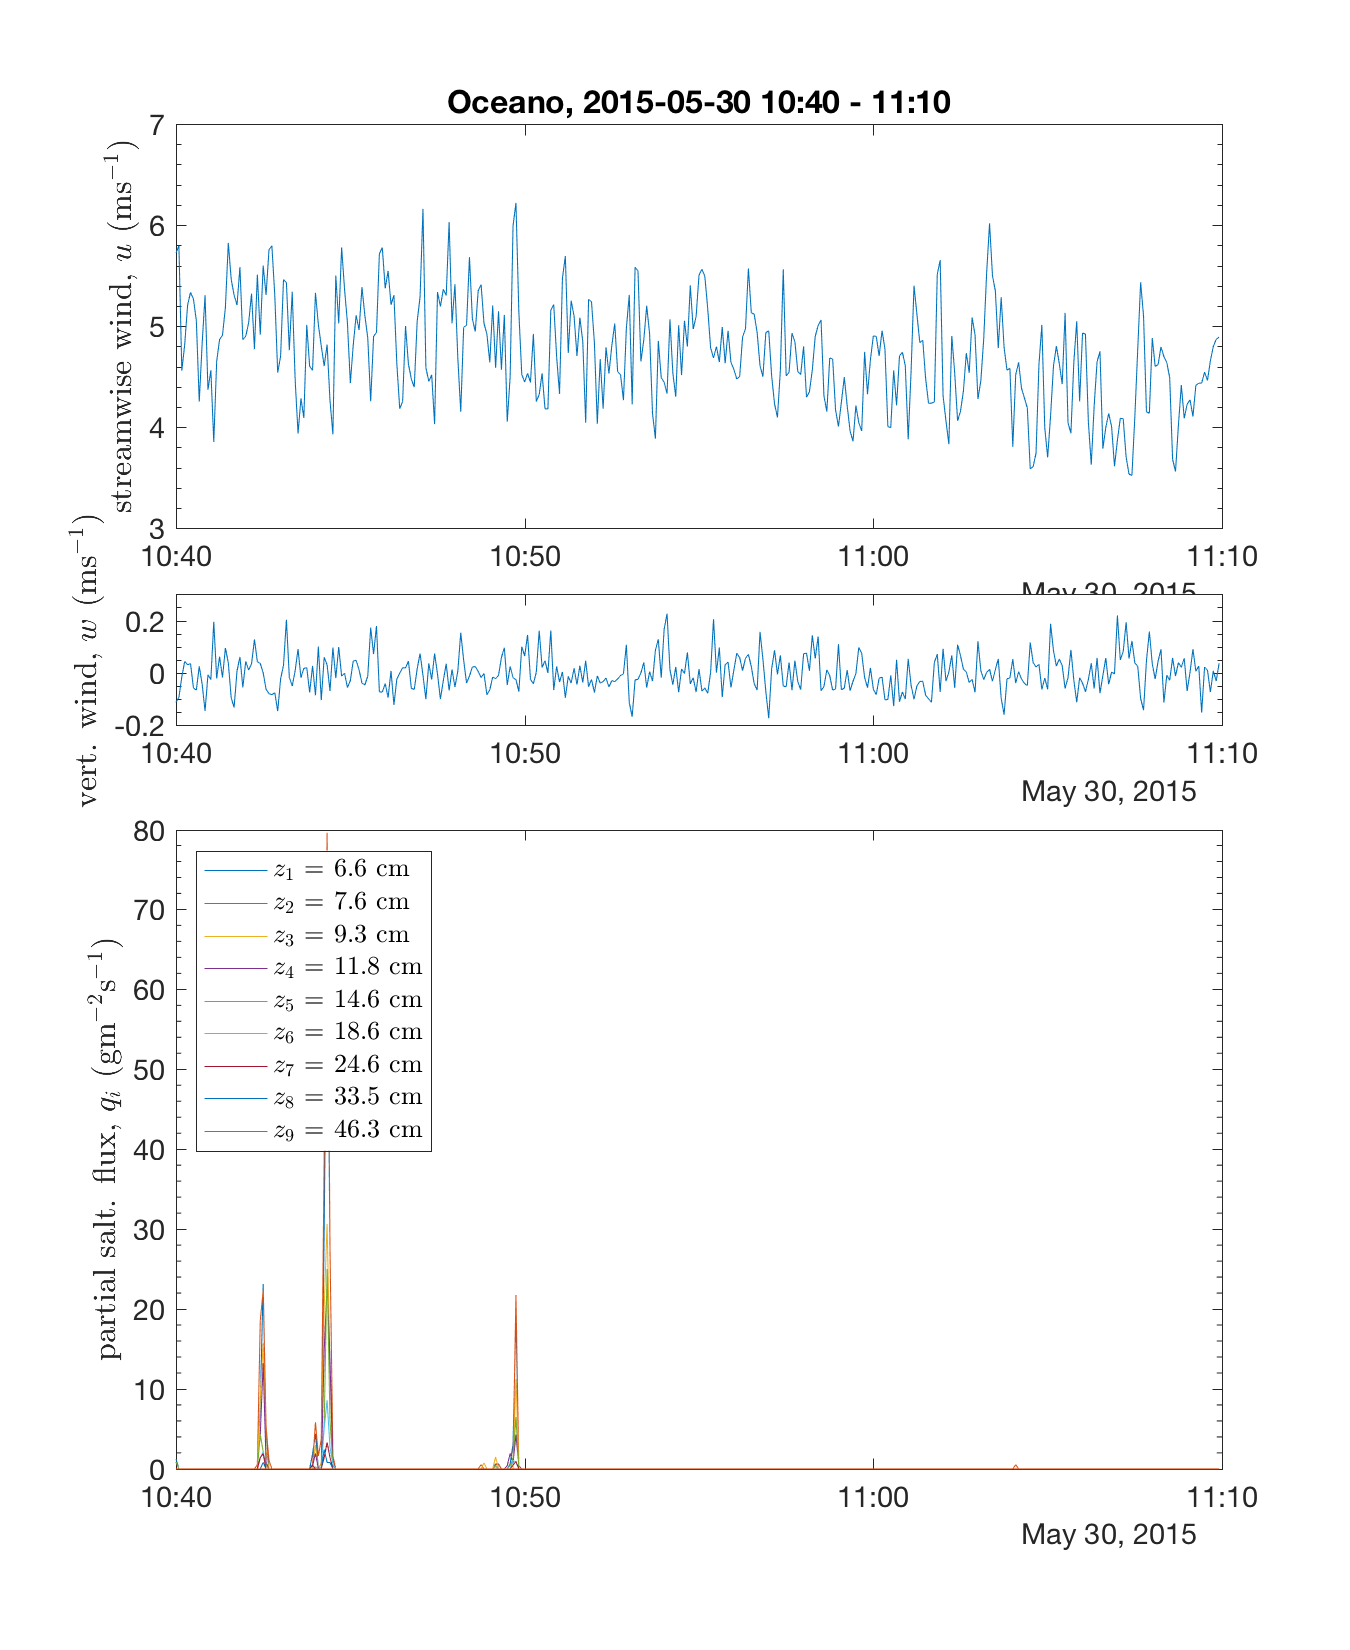 Oceano, 2015-05-30 10:40 - 11:10
streamwise wind, u (ms⁻¹)
7
6
5
4
3
10:40 10:50 11:00 11:10
May 30, 2015
vert. wind, w (ms⁻¹)
0.2
0
-0.2
10:40 10:50 11:00 11:10
May 30, 2015
partial salt. flux, qᵢ (gm⁻²s⁻¹)
80
70
60
50
40
30
20
10
0
z₁ = 6.6 cm
z₂ = 7.6 cm
z₃ = 9.3 cm
z₄ = 11.8 cm
z₅ = 14.6 cm
z₆ = 18.6 cm
z₇ = 24.6 cm
z₈ = 33.5 cm
z₉ = 46.3 cm
10:40 10:50 11:00 11:10
May 30, 2015